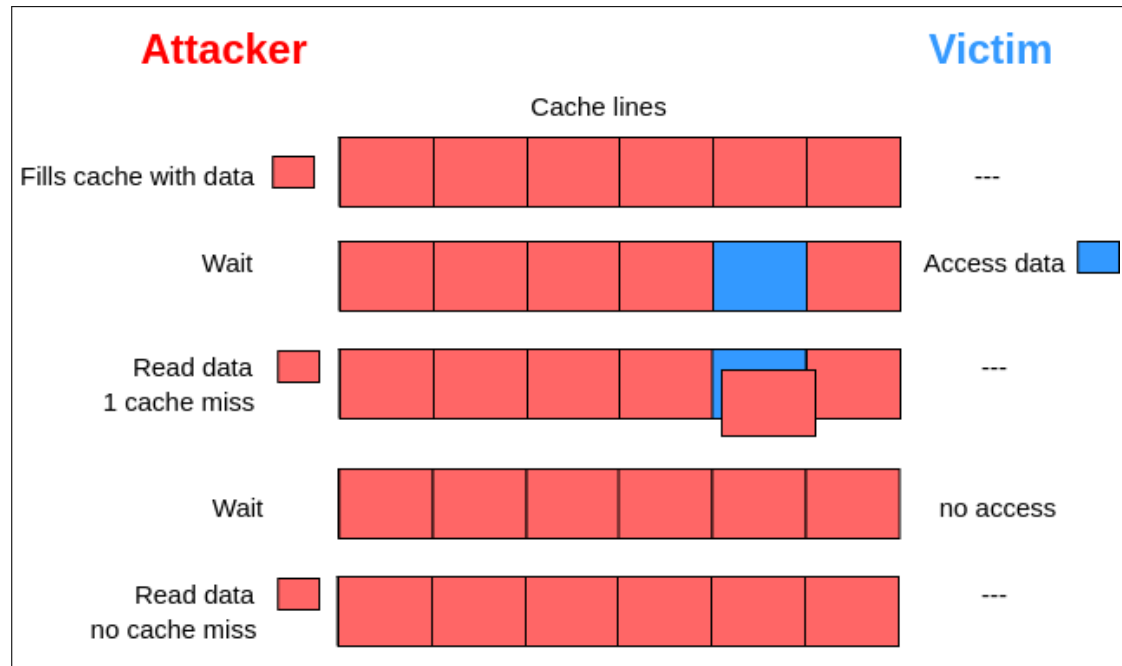 Attacker
Victim
Cache lines
Fills cache with data
---
Wait
Access data
Read data
1 cache miss
---
Wait
no access
Read data
no cache miss
---